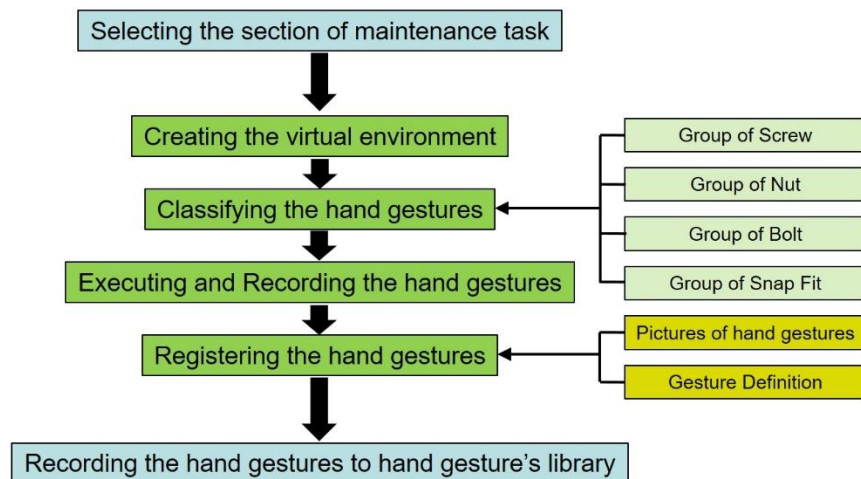 Selecting the section of maintenance task
Creating the virtual environment
Classifying the hand gestures
Executing and Recording the hand gestures
Registering the hand gestures
Recording the hand gestures to hand gesture's library
Group of Screw
Group of Nut
Group of Bolt
Group of Snap Fit
Pictures of hand gestures
Gesture Definition